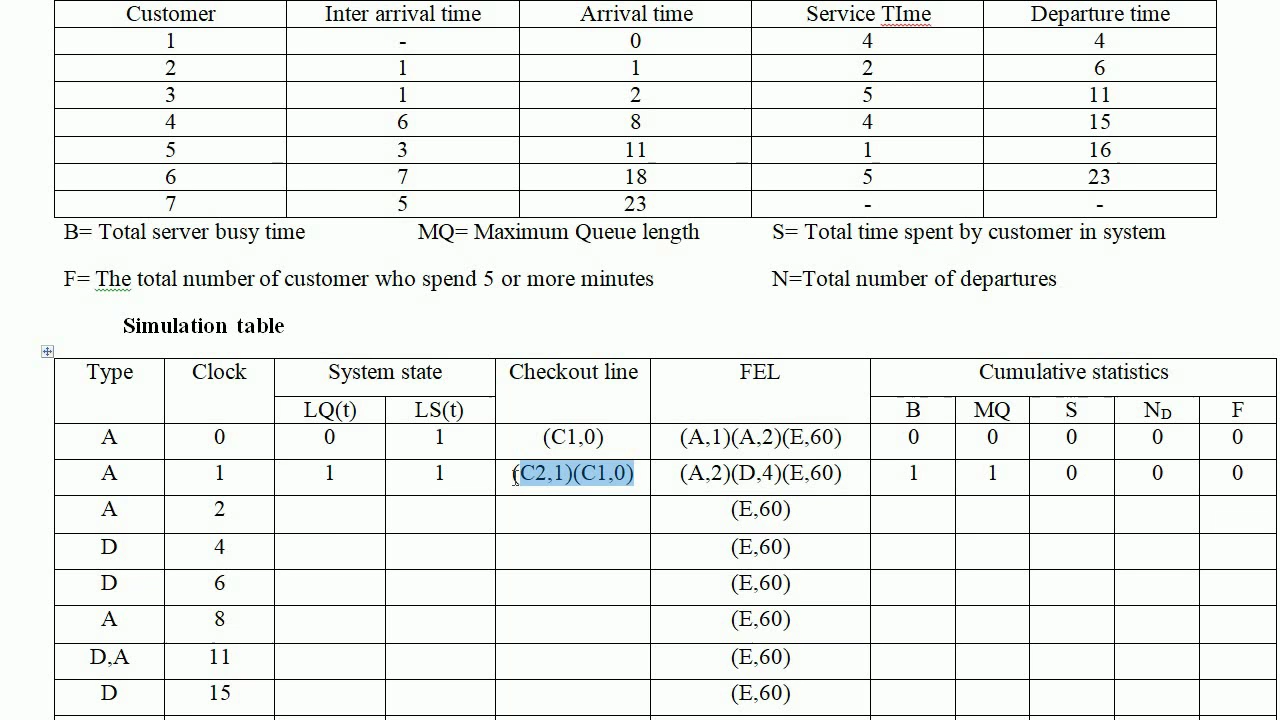 Customer Inter arrival time Arrival time Service TIme Departure time
1 - 0 4 4
2 1 1 2 6
3 1 2 5 11
4 6 8 4 15
5 3 11 1 16
6 7 18 5 23
7 5 23 - -
B= Total server busy time MQ= Maximum Queue length S= Total time spent by customer in system
F= The total number of customer who spend 5 or more minutes N=Total number of departures
Simulation table
Type Clock System state Checkout line FEL Cumulative statistics
LQ(t) LS(t) B MQ S ND F
A 0 0 1 (C1,0) (A,1)(A,2)(E,60) 0 0 0 0 0
A 1 1 1 (C2,1)(C1,0) (A,2)(D,4)(E,60) 1 1 0 0 0
A 2 (E,60)
D 4 (E,60)
D 6 (E,60)
A 8 (E,60)
D,A 11 (E,60)
D 15 (E,60)